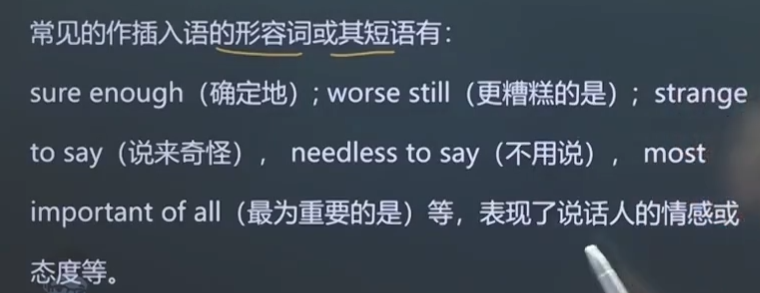 常见的作插入语的形容词或其短语有：
sure enough（确定地）; worse still（更糟糕的是）; strange
to say（说来奇怪）, needless to say（不用说）, most
important of all（最为重要的是）等，表现了说话人的情感或
态度等。